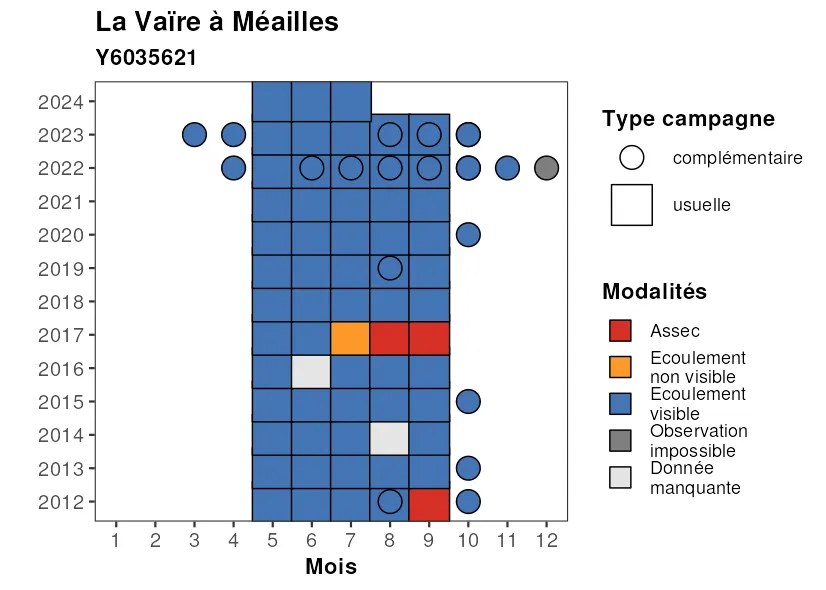 La Vaïre à Méailles
Y6035621
2024
2023
2022
2021
2020
2019
2018
2017
2016
2015
2014
2013
2012
1 2 3 4 5 6 7 8 9 10 11 12
Mois
Type campagne
complémentaire
usuelle
Modalités
Assec
Ecoulement
non visible
Ecoulement
visible
Observation
impossible
Donnée
manquante